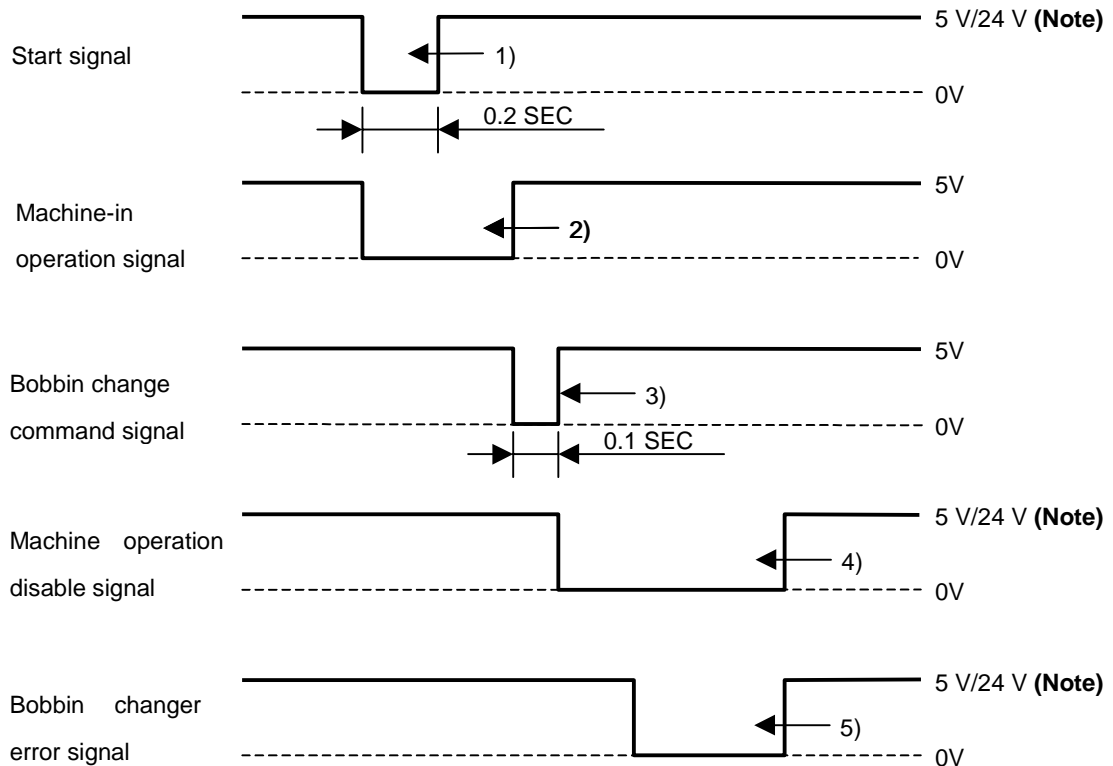 5 V/24 V (Note)
Start signal
1)
0V
0.2 SEC
5V
Machine-in
operation signal
2)
0V
5V
Bobbin change
command signal
3)
0V
0.1 SEC
5 V/24 V (Note)
Machine operation
disable signal
4)
0V
5 V/24 V (Note)
Bobbin changer
error signal
5)
0V